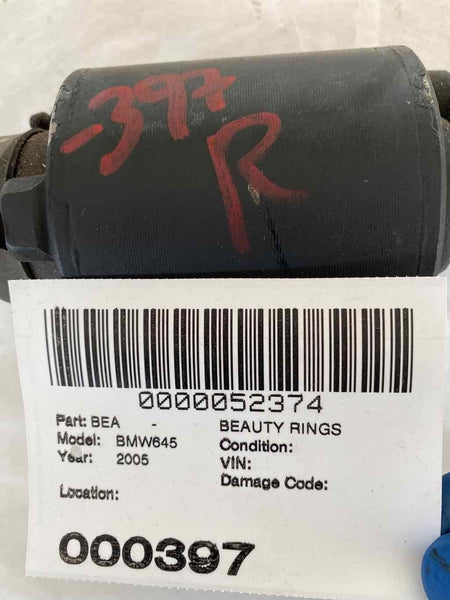 -397
R
0000052374
Part: BEA - BEAUTY RINGS
Model: BMW645 Condition:
Year: 2005 VIN:
Damage Code:
Location:
000397